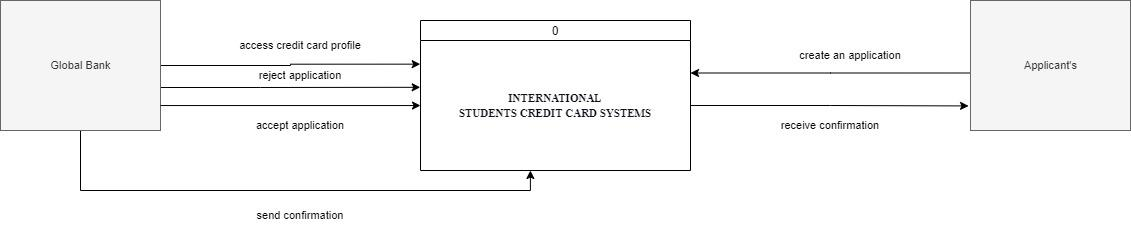 0
access credit card profile
create an application
Global Bank
Applicant's
reject application
INTERNATIONAL
STUDENTS CREDIT CARD SYSTEMS
accept application
receive confirmation
send confirmation